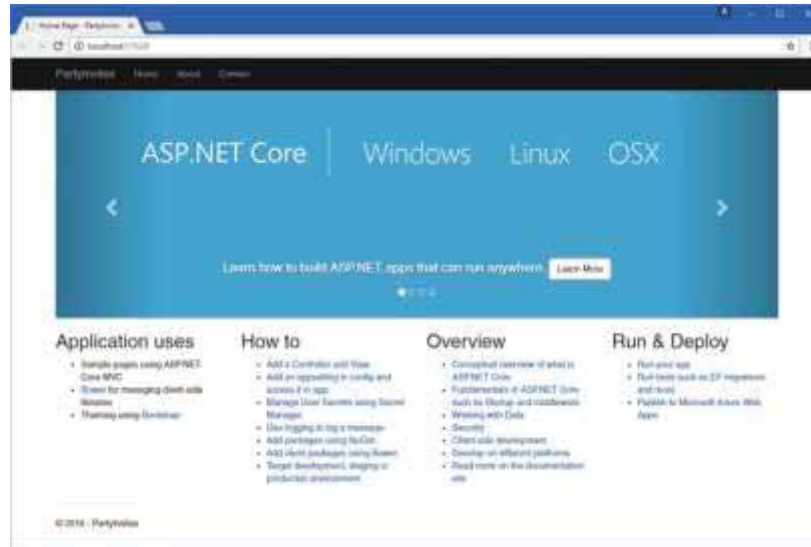 Home Page - PartyInvites
localhost
PartyInvites Home About Contact
ASP.NET Core Windows Linux OSX
Learn how to build ASP.NET apps that can run anywhere. Learn More
Application uses
Sample pages using ASP.NET
Core MVC
Bower for managing client-side
libraries
Theming using Bootstrap
How to
Add a Controller and View
Add an appsetting in config and
access it in app.
Manage User Secrets using Secret
Manager.
Use logging to log a message.
Add packages using NuGet.
Add client packages using Bower.
Target development, staging or
production environment.
Overview
Conceptual overview of what is
ASP.NET Core
Fundamentals of ASP.NET Core
such as Startup and middleware.
Working with Data
Security
Client side development
Develop on different platforms
Read more on the documentation
site
Run & Deploy
Run your app
Run tools such as EF migrations
and more
Publish to Microsoft Azure Web
Apps
© 2016 - PartyInvites